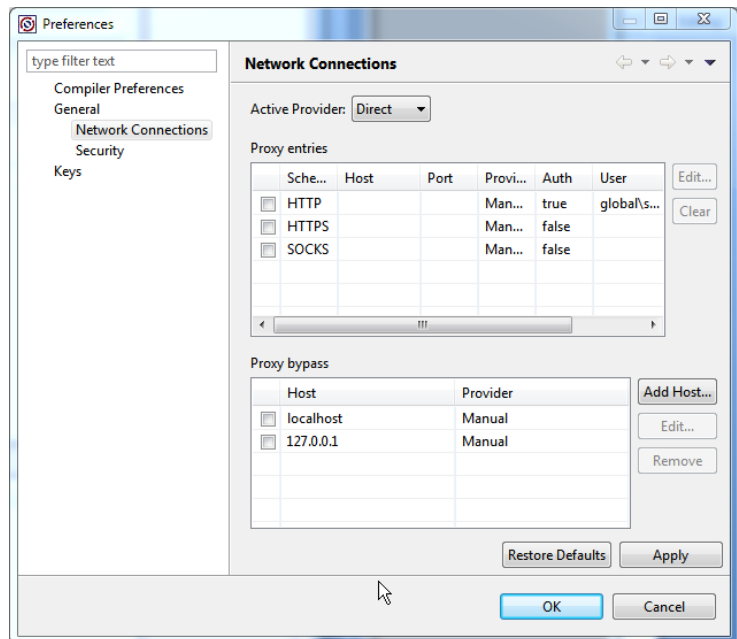 Preferences
type filter text
Compiler Preferences
General
Network Connections
Security
Keys
Network Connections
Active Provider: Direct
Proxy entries
Sche... Host Port Provi... Auth User
HTTP Man... true global\s...
HTTPS Man... false
SOCKS Man... false
Edit...
Clear
Proxy bypass
Host Provider
localhost Manual
127.0.0.1 Manual
Add Host...
Edit...
Remove
Restore Defaults Apply
OK Cancel